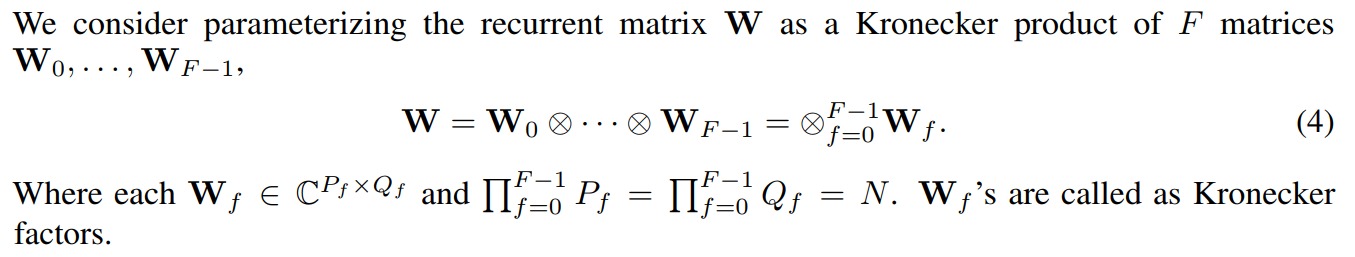 We consider parameterizing the recurrent matrix W as a Kronecker product of F matrices
W₀, . . . , W_{F−1},
W = W₀ ⊗ · · · ⊗ W_{F−1} = ⊗_{f=0}^{F−1} W_f. (4)
Where each W_f ∈ ℂ^{P_f×Q_f} and ∏_{f=0}^{F−1} P_f = ∏_{f=0}^{F−1} Q_f = N. W_f's are called as Kronecker
factors.